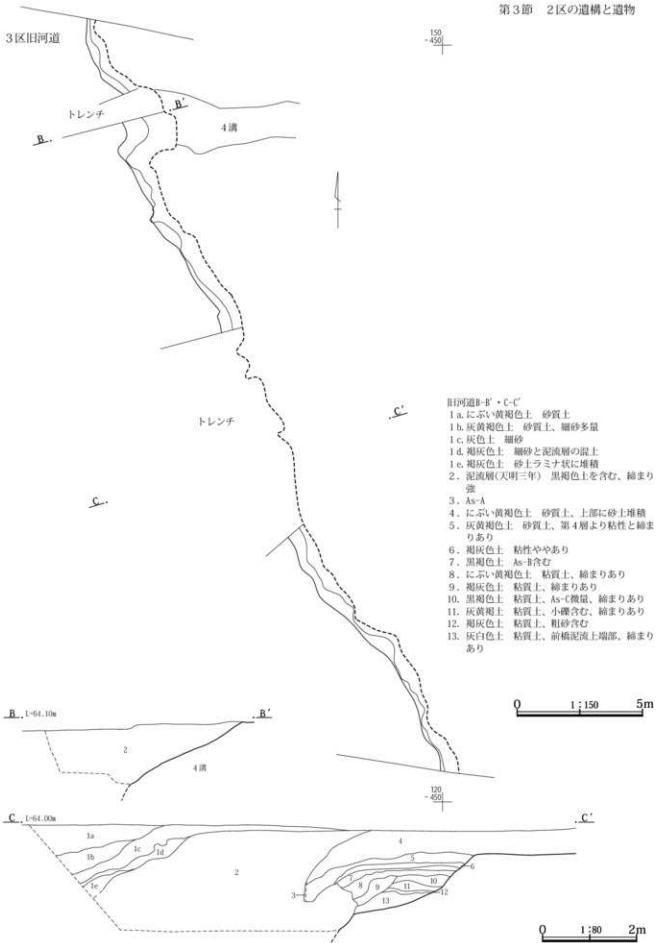 第3節　2区の遺構と遺物
150
-450
3区旧河道
トレンチ
B'
B
4溝
トレンチ
C'
C
旧河道B-B'・C-C'
1a. にぶい黄褐色土　砂質土
1b. 灰黄褐色土　砂質土、細砂多量
1c. 灰色土　細砂
1d. 褐灰色土　細砂と泥流層の混土
1e. 褐灰色土　砂土ラミナ状に堆積
2. 泥流層(天明三年)　黒褐色土を含む、締まり
強
3. As-A
4. にぶい黄褐色土　砂質土、上部に砂土堆積
5. 灰黄褐色土　砂質土、第4層より粘性と締ま
りあり
6. 褐灰色土　粘性ややあり
7. 黒褐色土　As-B含む
8. にぶい黄褐色土　粘質土、締まりあり
9. 褐灰色土　粘質土、締まりあり
10. 黒褐色土　粘質土、As-C微量、締まりあり
11. 灰黄褐土　粘質土、小礫含む、締まりあり
12. 褐灰色土　粘質土、粗砂含む
13. 灰白色土　粘質土、前橋泥流上端部、締まり
あり
0　1:150　5m
B　L=64.10m　B'
2
4溝
120
-450
C　L=64.00m　C'
1a
1b
1c
1d
1e
2
3
4
5
6
7
8
9
10
11
12
13
0　1:80　2m